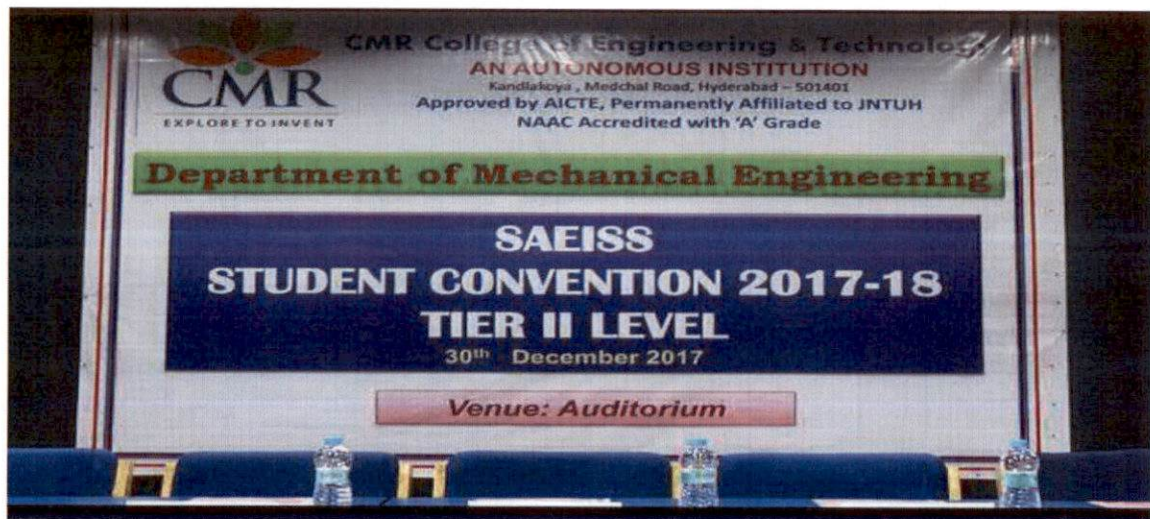 CMR
EXPLORE TO INVENT
CMR College of Engineering & Technology
AN AUTONOMOUS INSTITUTION
Kandlakoya , Medchal Road, Hyderabad – 501401
Approved by AICTE, Permanently Affiliated to JNTUH
NAAC Accredited with 'A' Grade
Department of Mechanical Engineering
SAEISS
STUDENT CONVENTION 2017-18
TIER II LEVEL
30th December 2017
Venue: Auditorium